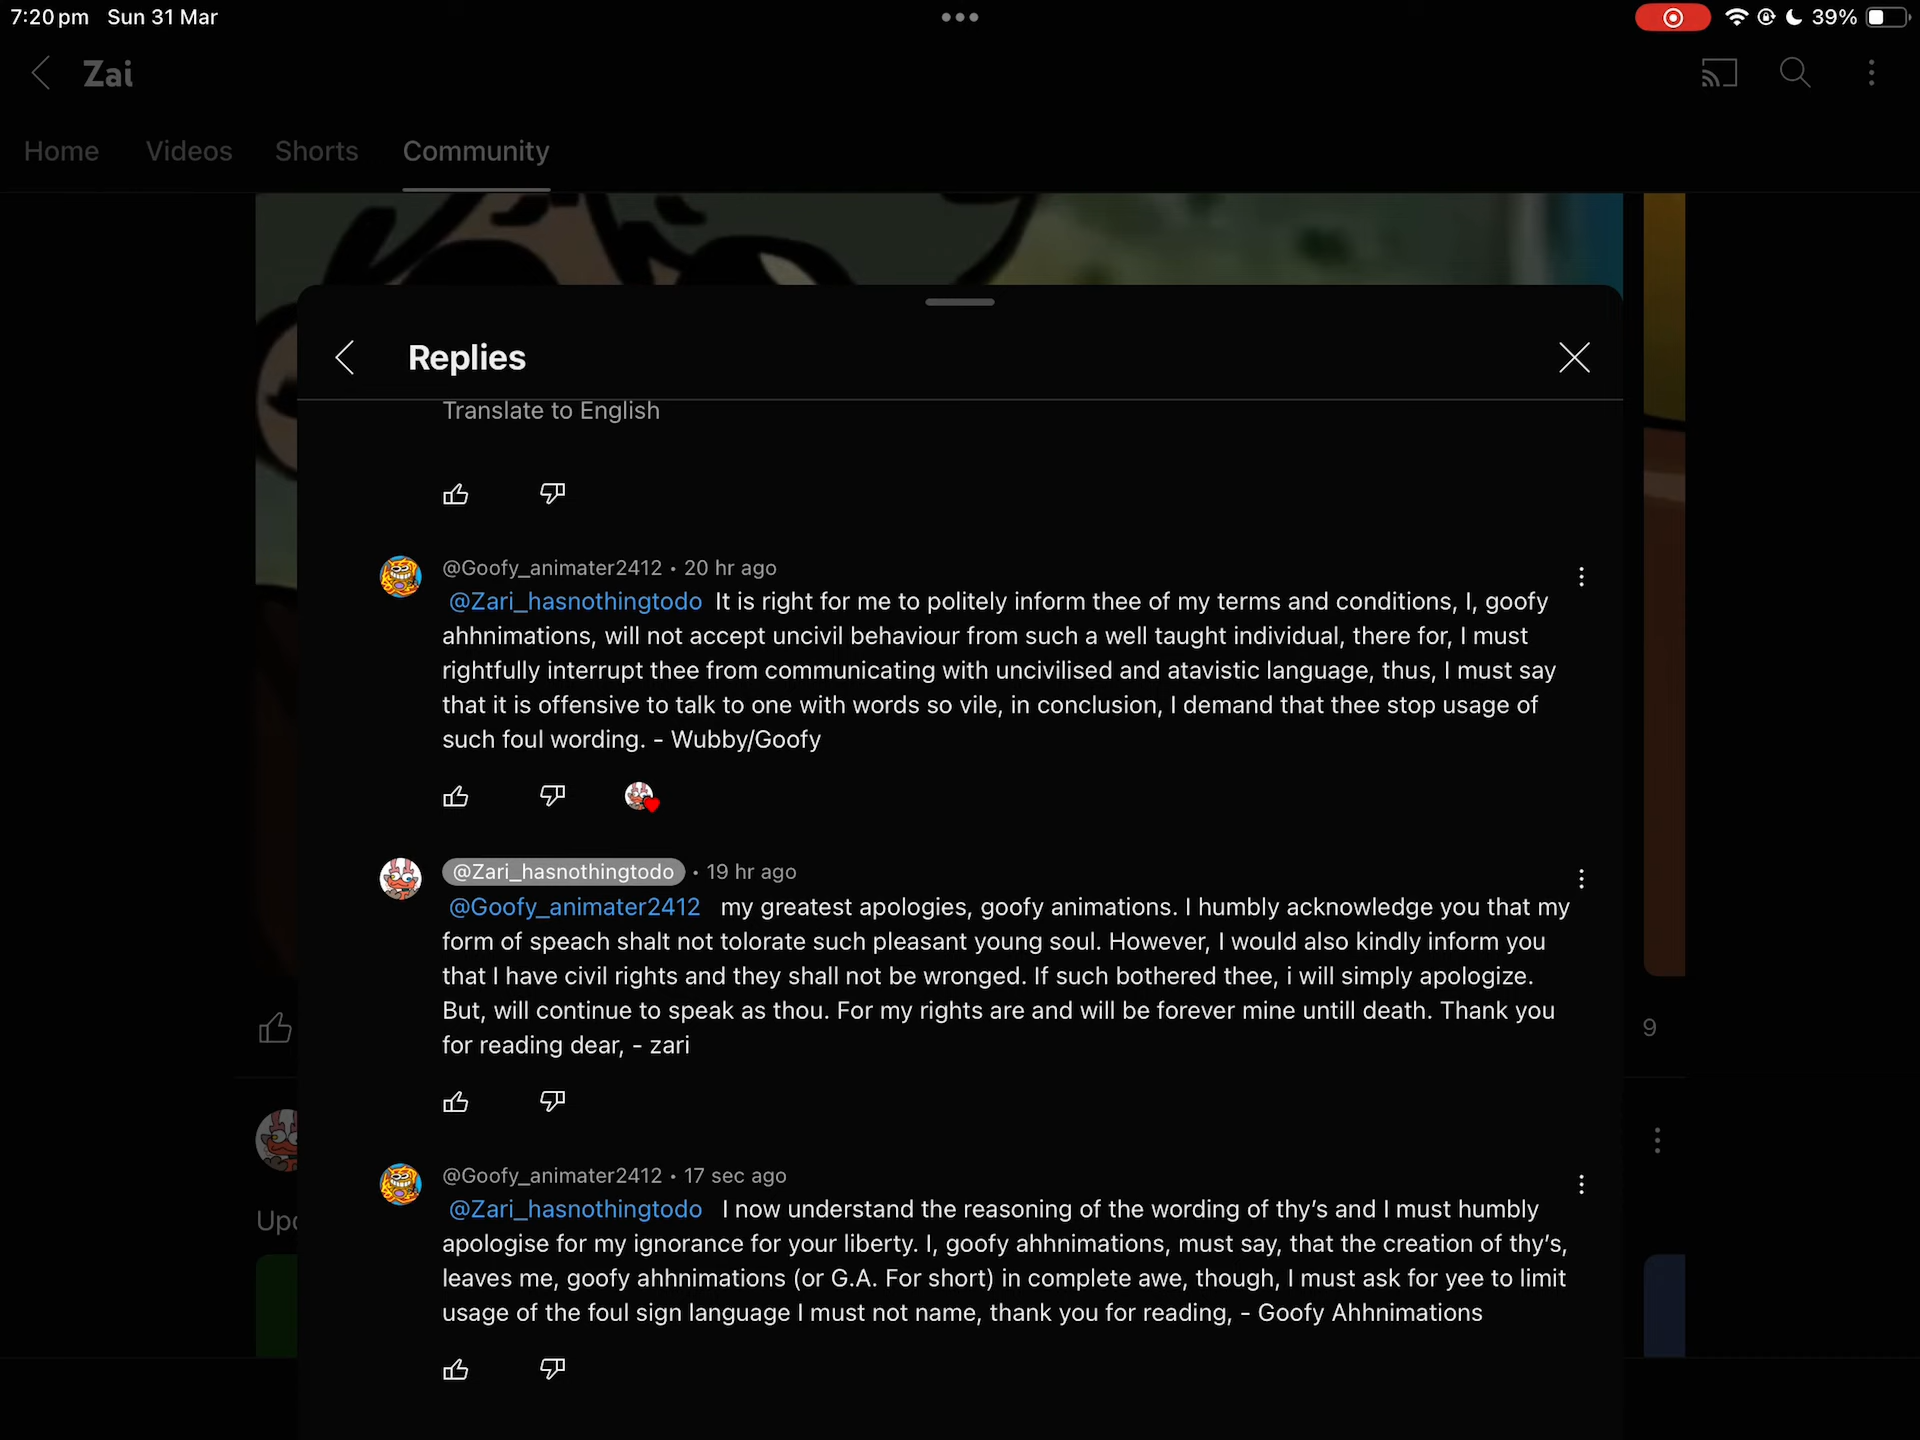 7:20 pm Sun 31 Mar
39%
Zai
Home Videos Shorts Community
Replies
Translate to English
@Goofy_animater2412 • 20 hr ago
@Zari_hasnothingtodo It is right for me to politely inform thee of my terms and conditions, I, goofy
ahhnimations, will not accept uncivil behaviour from such a well taught individual, there for, I must
rightfully interrupt thee from communicating with uncivilised and atavistic language, thus, I must say
that it is offensive to talk to one with words so vile, in conclusion, I demand that thee stop usage of
such foul wording. - Wubby/Goofy
@Zari_hasnothingtodo • 19 hr ago
@Goofy_animater2412 my greatest apologies, goofy animations. I humbly acknowledge you that my
form of speach shalt not tolorate such pleasant young soul. However, I would also kindly inform you
that I have civil rights and they shall not be wronged. If such bothered thee, i will simply apologize.
But, will continue to speak as thou. For my rights are and will be forever mine untill death. Thank you
for reading dear, - zari
9
@Goofy_animater2412 • 17 sec ago
@Zari_hasnothingtodo I now understand the reasoning of the wording of thy's and I must humbly
apologise for my ignorance for your liberty. I, goofy ahhnimations, must say, that the creation of thy's,
leaves me, goofy ahhnimations (or G.A. For short) in complete awe, though, I must ask for yee to limit
usage of the foul sign language I must not name, thank you for reading, - Goofy Ahhnimations